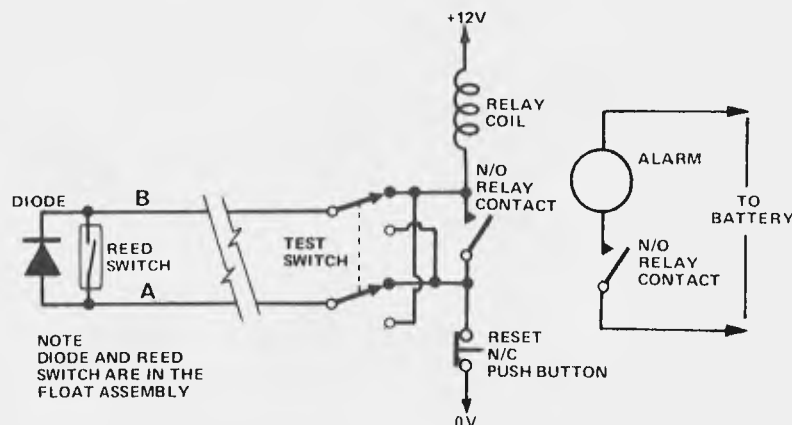 +12V
RELAY
COIL
N/O
RELAY
CONTACT
ALARM
TO
BATTERY
N/O
RELAY
CONTACT
DIODE
B
REED
SWITCH
A
TEST
SWITCH
NOTE
DIODE AND REED
SWITCH ARE IN THE
FLOAT ASSEMBLY
RESET
N/C
PUSH BUTTON
0V